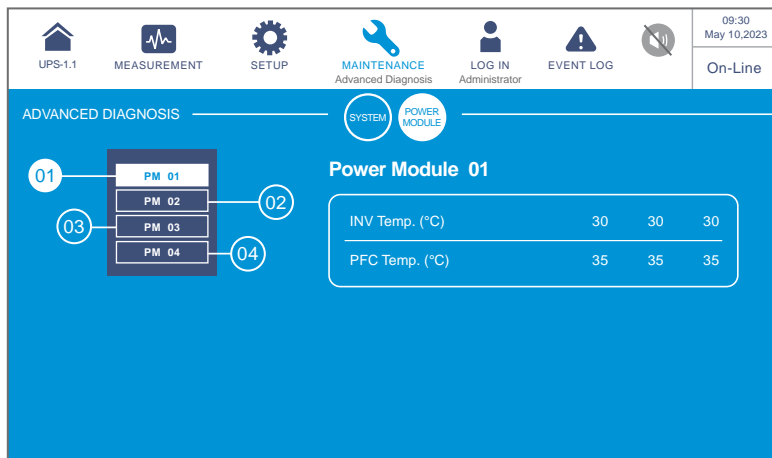 UPS-1.1
MEASUREMENT
SETUP
MAINTENANCE
Advanced Diagnosis
LOG IN
Administrator
EVENT LOG
09:30
May 10,2023
On-Line
ADVANCED DIAGNOSIS
SYSTEM
POWER
MODULE
01
PM 01
PM 02
02
03
PM 03
PM 04
04
Power Module 01
INV Temp. (°C) 30 30 30
PFC Temp. (°C) 35 35 35